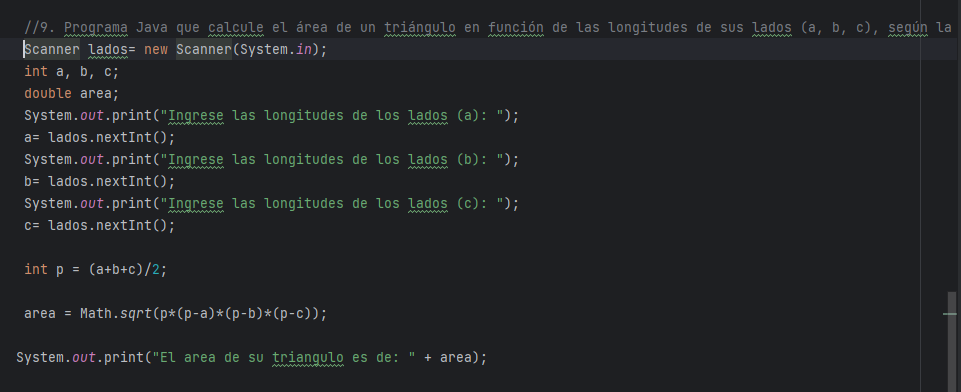 //9. Programa Java que calcule el área de un triángulo en función de las longitudes de sus lados (a, b, c), según la
Scanner lados= new Scanner(System.in);
int a, b, c;
double area;
System.out.print("Ingrese las longitudes de los lados (a): ");
a= lados.nextInt();
System.out.print("Ingrese las longitudes de los lados (b): ");
b= lados.nextInt();
System.out.print("Ingrese las longitudes de los lados (c): ");
c= lados.nextInt();
int p = (a+b+c)/2;
area = Math.sqrt(p*(p-a)*(p-b)*(p-c));
System.out.print("El area de su triangulo es de: " + area);